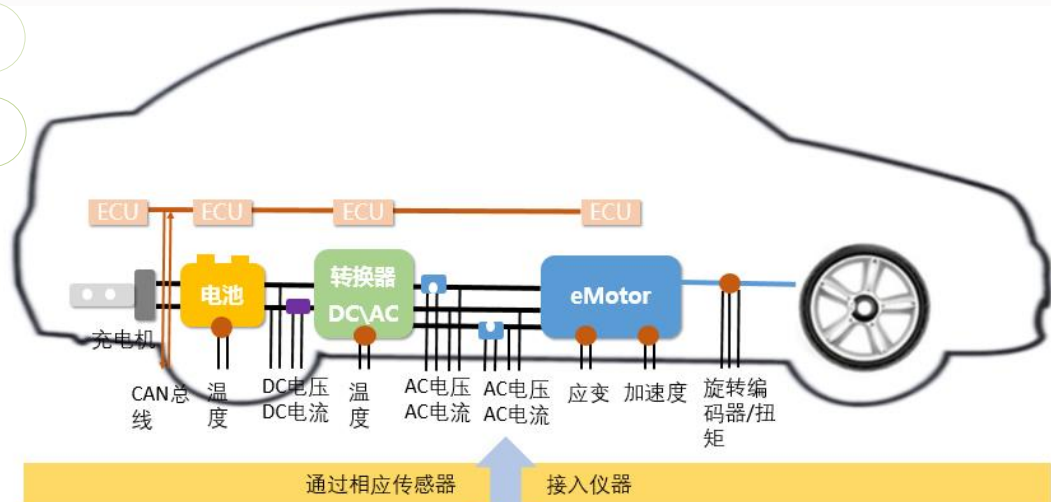 ECU
ECU
ECU
ECU
电池
转换器
DC\AC
eMotor
充电机
CAN总
线
温
度
DC电压
DC电流
温
度
AC电压
AC电流
AC电压
AC电流
应变
加速度
旋转编
码器/扭
矩
通过相应传感器
接入仪器